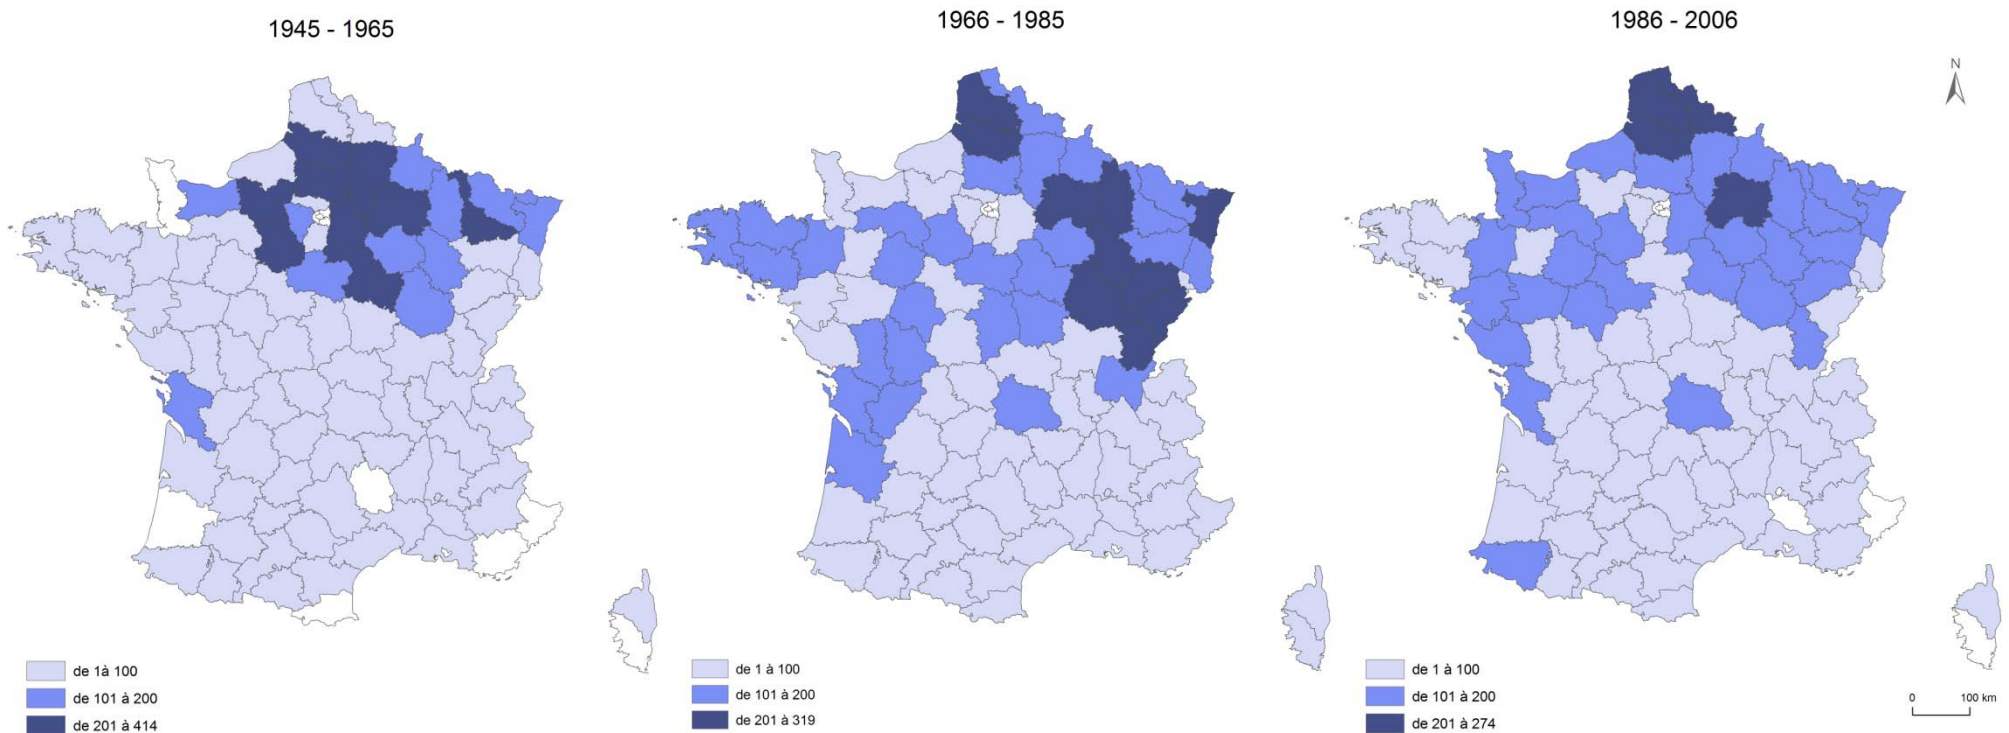 1945 - 1965
1966 - 1985
1986 - 2006
N
de 1à 100
de 101 à 200
de 201 à 414
de 1 à 100
de 101 à 200
de 201 à 319
de 1 à 100
de 101 à 200
de 201 à 274
0 100 km